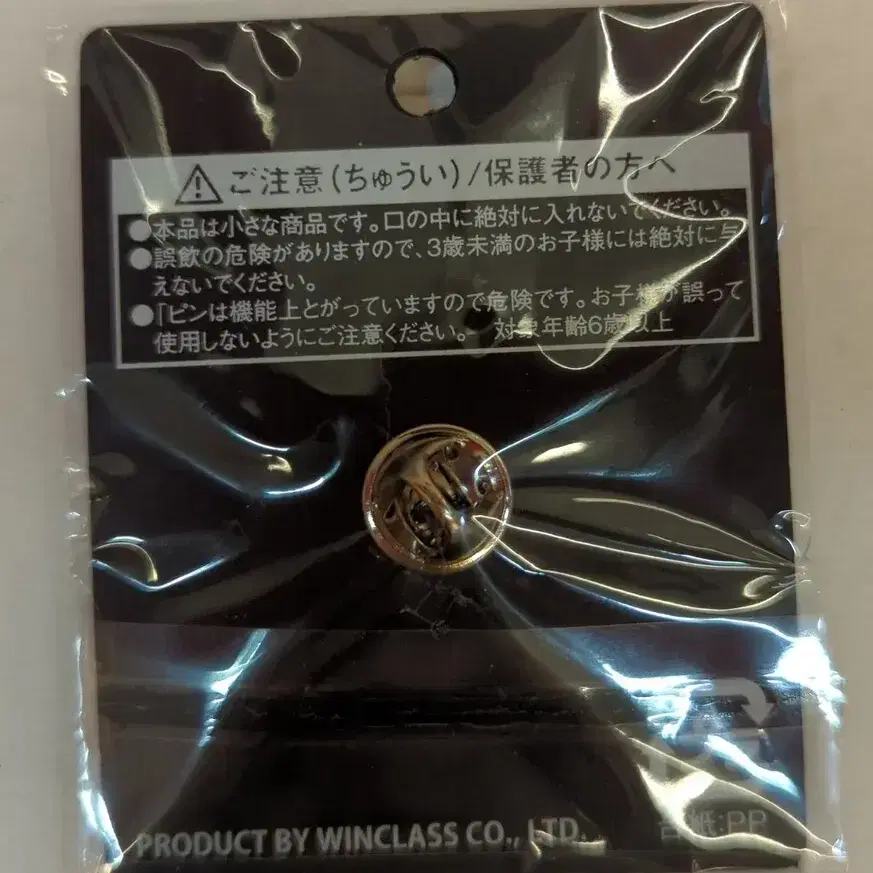 ご注意(ちゅうい)/保護者の方へ
●本品は小さな商品です。口の中に絶対に入れないでください。
●誤飲の危険がありますので、3歳未満のお子様には絶対に与
えないでください。
●「ピンは機能上とがっていますので危険です。お子様が誤って
使用しないようにご注意ください。 対象年齢6歳以上
PRODUCT BY WINCLASS CO., LTD.
台紙:PP